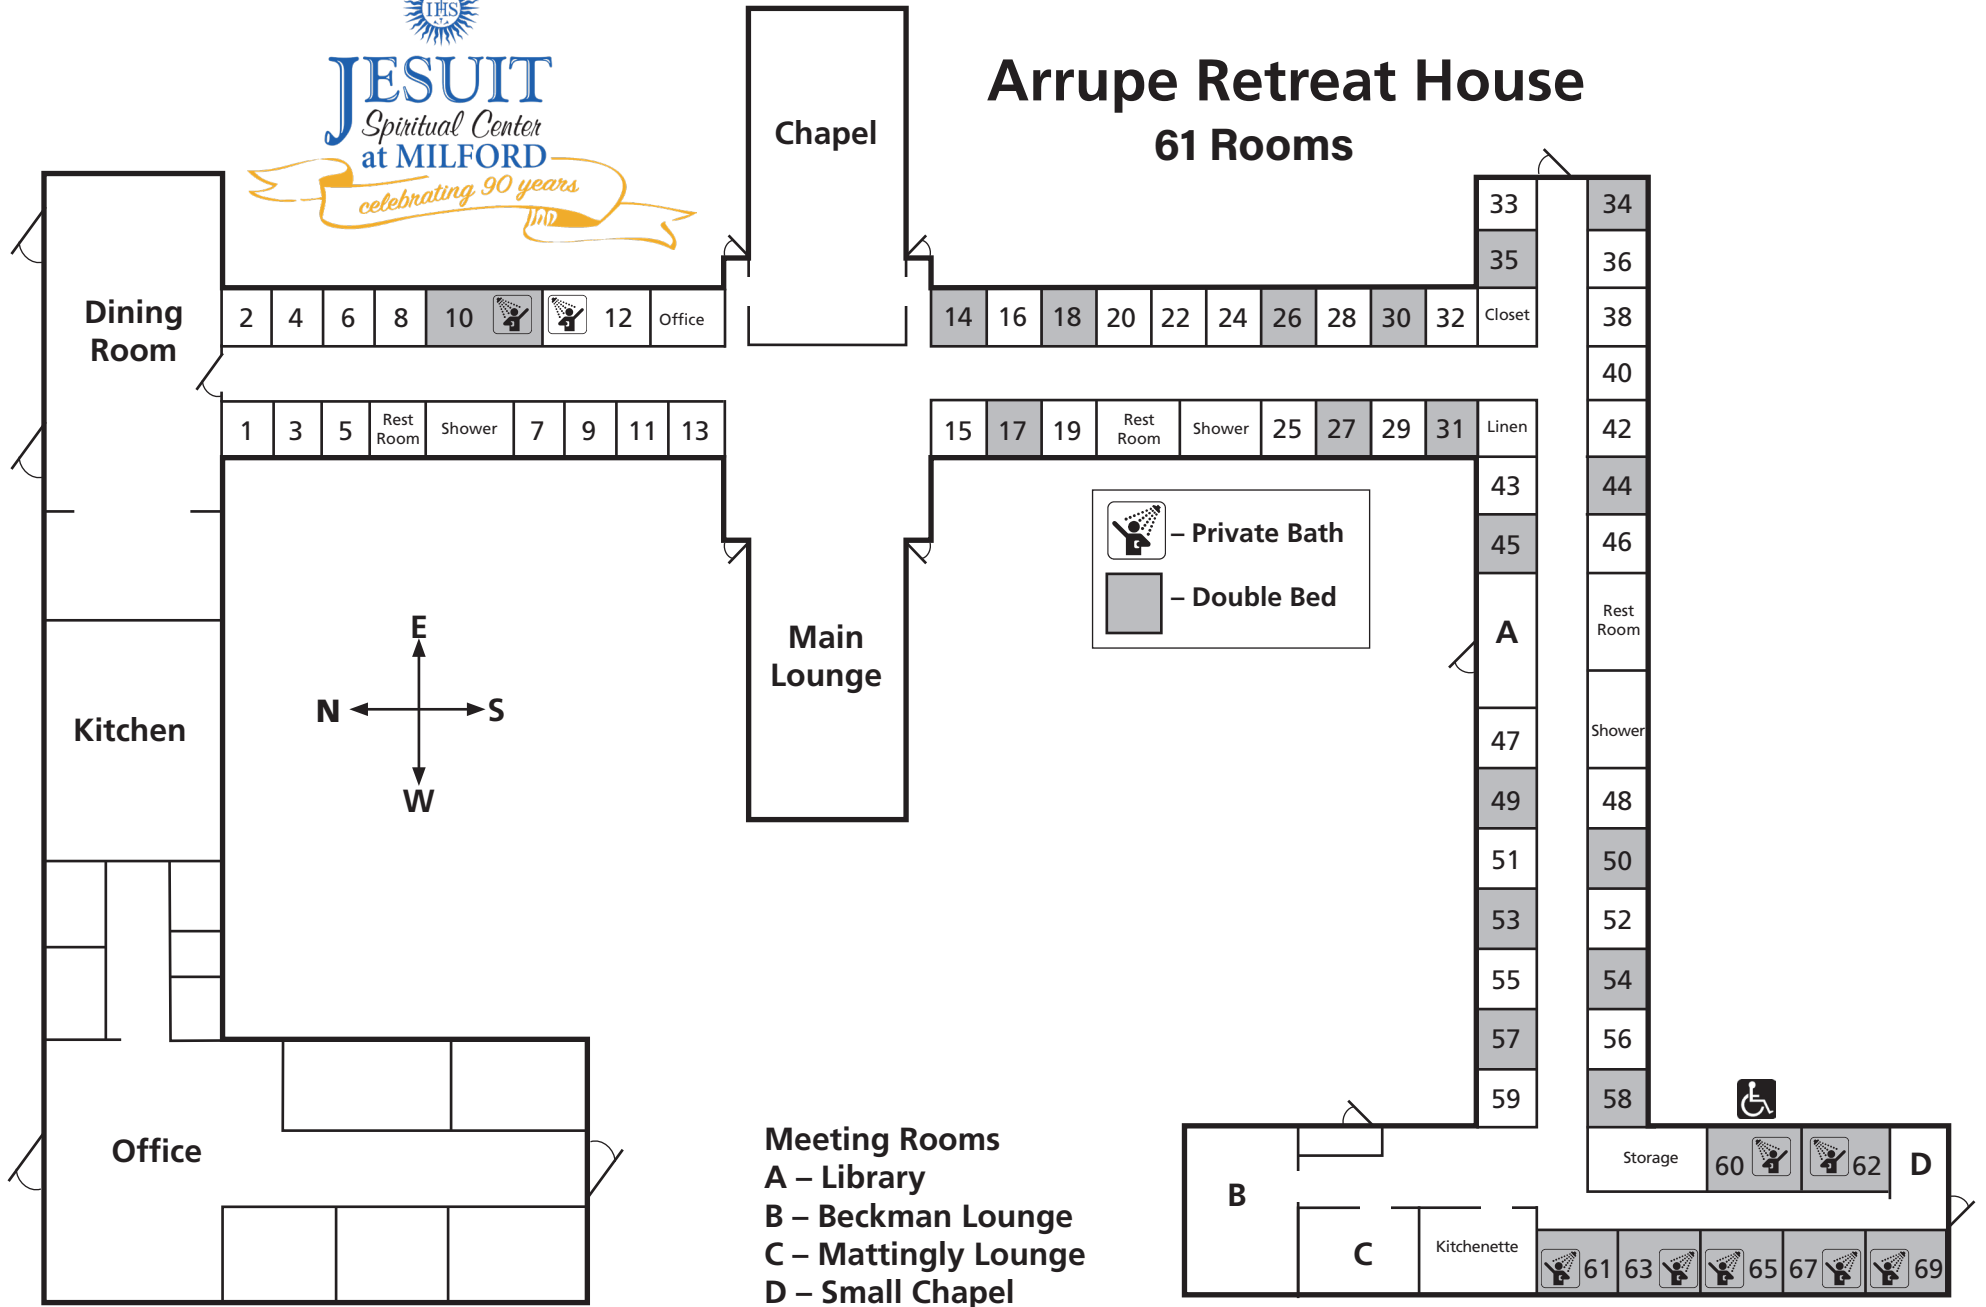 IHS
JESUIT
Spiritual Center
at MILFORD
celebrating 90 years
Arrupe Retreat House
61 Rooms
Chapel
Dining
Room
2 4 6 8 10 12 Office
14 16 18 20 22 24 26 28 30 32 Closet
33 34
35 36
38
40
1 3 5 Rest Room Shower 7 9 11 13
15 17 19 Rest Room Shower 25 27 29 31 Linen
42
43 44
45 46
– Private Bath
– Double Bed
A
Rest
Room
Shower
Main
Lounge
E
N S
W
Kitchen
47
49 48
51 50
53 52
55 54
57 56
59 58
Office
Meeting Rooms
A – Library
B – Beckman Lounge
C – Mattingly Lounge
D – Small Chapel
B
C
Kitchenette
Storage
60 62 D
61 63 65 67 69